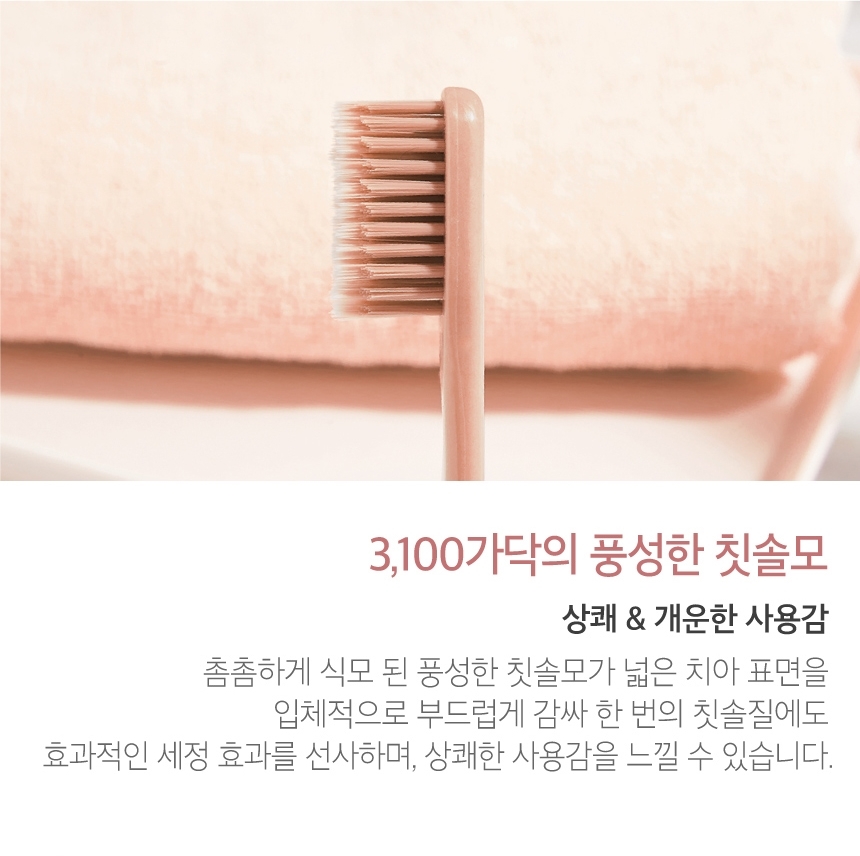 3,100가닥의 풍성한 칫솔모
상쾌 & 개운한 사용감
촘촘하게 식모 된 풍성한 칫솔모가 넓은 치아 표면을
입체적으로 부드럽게 감싸 한 번의 칫솔질에도
효과적인 세정 효과를 선사하며, 상쾌한 사용감을 느낄 수 있습니다.